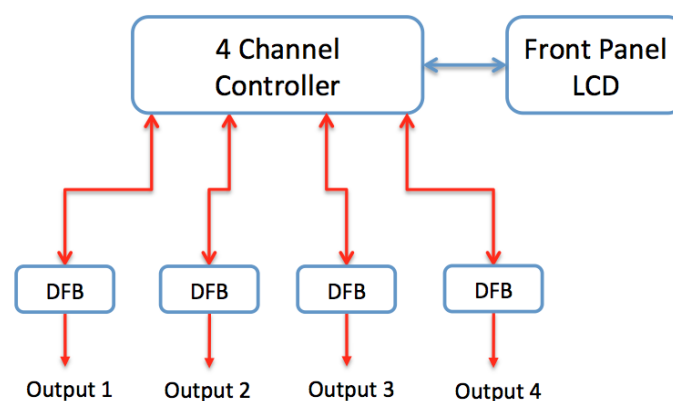 4 Channel
Controller
Front Panel
LCD
DFB
DFB
DFB
DFB
Output 1
Output 2
Output 3
Output 4